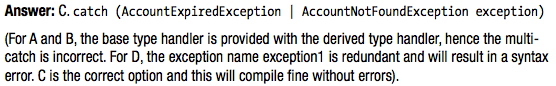 Answer: C. catch (AccountExpiredException | AccountNotFoundException exception)
(For A and B, the base type handler is provided with the derived type handler, hence the multi-
catch is incorrect. For D, the exception name exception1 is redundant and will result in a syntax
error. C is the correct option and this will compile fine without errors).